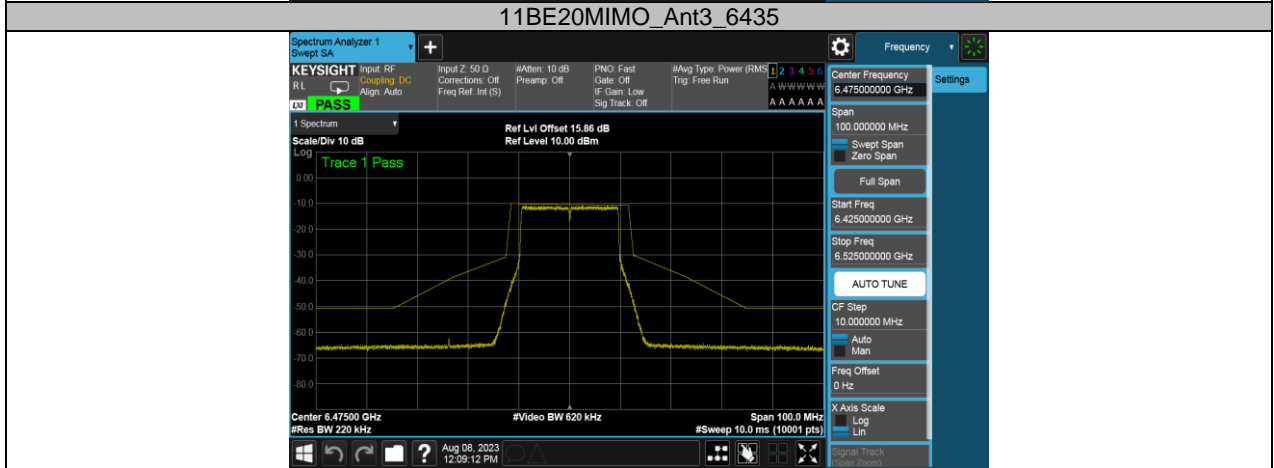 11BE20MIMO_Ant3_6435
Spectrum Analyzer 1
Swept SA
+
Frequency
KEYSIGHT
RL
LXI PASS
Input: RF
Coupling: DC
Align: Auto
Input Z: 50 Ω
Corrections: Off
Freq Ref: Int (S)
#Atten: 10 dB
Preamp: Off
PNO: Fast
Gate: Off
IF Gain: Low
Sig Track: Off
#Avg Type: Power (RMS
Trig: Free Run
1 2 3 4 5 6
A W W W W W
A A A A A A
Center Frequency
6.475000000 GHz
Settings
Span
100.000000 MHz
Swept Span
Zero Span
Full Span
Start Freq
6.425000000 GHz
Stop Freq
6.525000000 GHz
AUTO TUNE
CF Step
10.000000 MHz
Auto
Man
Freq Offset
0 Hz
X Axis Scale
Log
Lin
Signal Track
(Span Zoom)
1 Spectrum
Scale/Div 10 dB
Ref Lvl Offset 15.86 dB
Ref Level 10.00 dBm
Log
Trace 1 Pass
0.00
-10.0
-20.0
-30.0
-40.0
-50.0
-60.0
-70.0
-80.0
Center 6.47500 GHz
#Video BW 620 kHz
Span 100.0 MHz
#Res BW 220 kHz
#Sweep 10.0 ms (10001 pts)
?
Aug 08, 2023
12:09:12 PM